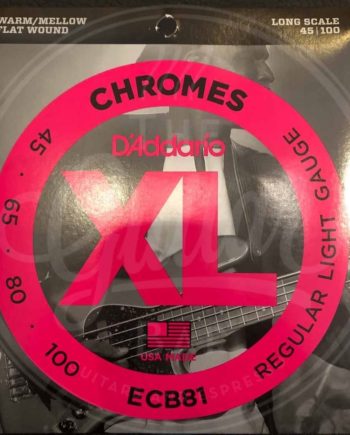 WARM/MELLOW
FLAT WOUND
LONG SCALE
45|100
CHROMES
D'Addario
XL
45 · 65 · 80 · 100
REGULAR LIGHT GAUGE
USA MADE
ECB81